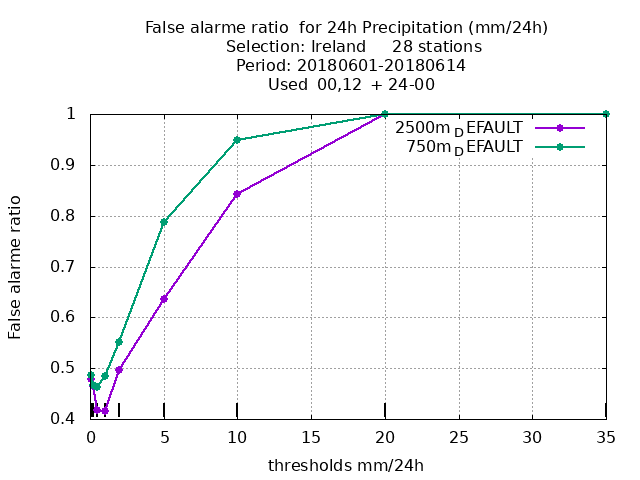 False alarme ratio  for 24h Precipitation (mm/24h)
Selection: Ireland     28 stations
Period: 20180601-20180614
Used  00,12  + 24-00
2500m_DEFAULT
750m_DEFAULT
1
0.9
0.8
0.7
0.6
0.5
0.4
False alarme ratio
0 5 10 15 20 25 30 35
thresholds mm/24h